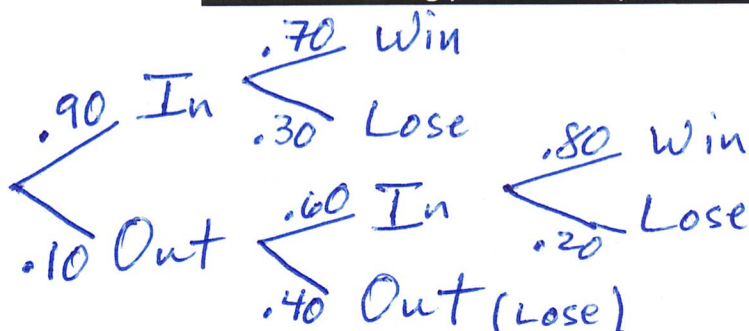 .70 Win
.90 In
.30 Lose
.80 Win
.60 In
.20 Lose
.10 Out
.40 Out (Lose)